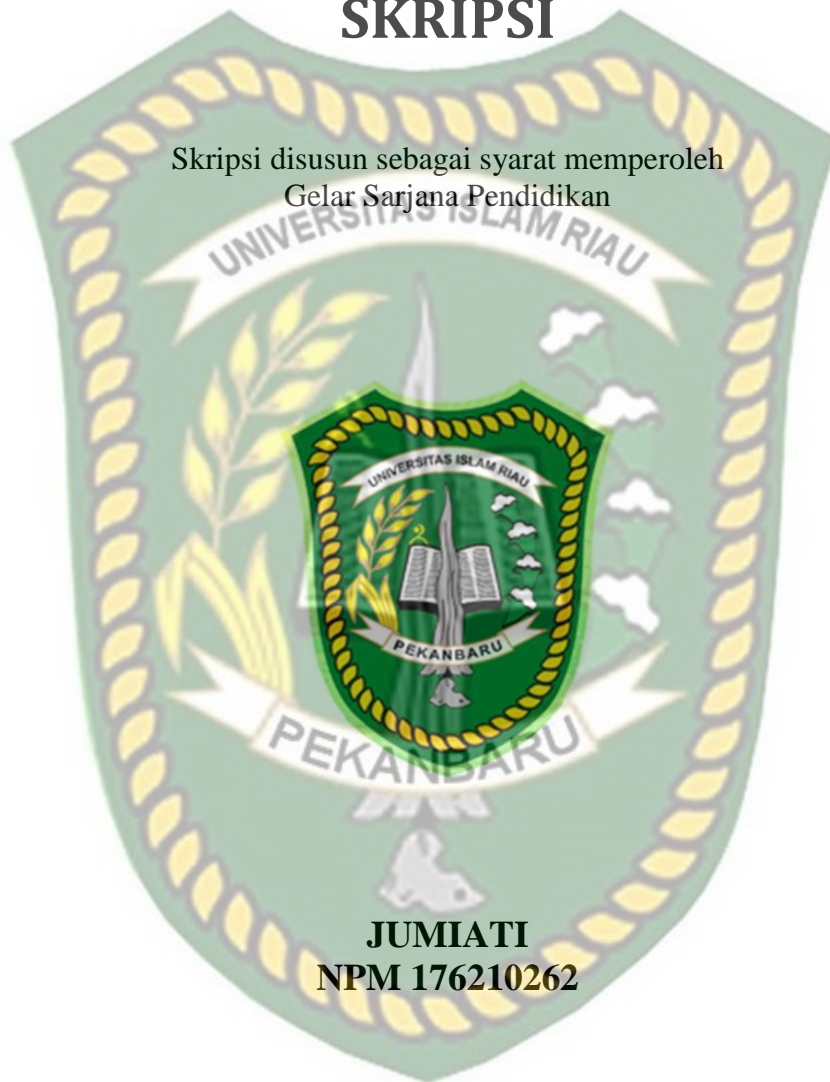 SKRIPSI
Skripsi disusun sebagai syarat memperoleh
Gelar Sarjana Pendidikan
UNIVERSITAS ISLAM RIAU
UNIVERSITAS ISLAM RIAU
PEKANBARU
PEKANBARU
JUMIATI
NPM 176210262